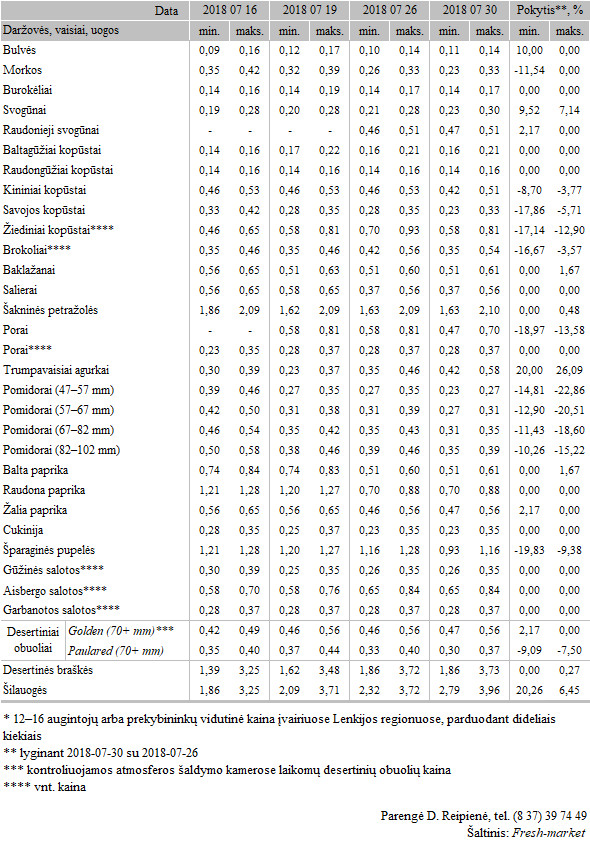 Data 2018 07 16 2018 07 19 2018 07 26 2018 07 30 Pokytis**, %
Daržovės, vaisiai, uogos min. maks. min. maks. min. maks. min. maks. min. maks.
Bulvės 0,09 0,16 0,12 0,17 0,10 0,14 0,11 0,14 10,00 0,00
Morkos 0,35 0,42 0,32 0,39 0,26 0,33 0,23 0,33 -11,54 0,00
Burokėliai 0,14 0,16 0,14 0,19 0,14 0,17 0,14 0,17 0,00 0,00
Svogūnai 0,19 0,28 0,20 0,28 0,21 0,28 0,23 0,30 9,52 7,14
Raudonieji svogūnai - - - - 0,46 0,51 0,47 0,51 2,17 0,00
Baltagūžiai kopūstai 0,14 0,16 0,17 0,22 0,16 0,21 0,16 0,21 0,00 0,00
Raudongūžiai kopūstai 0,14 0,16 0,14 0,16 0,14 0,16 0,14 0,16 0,00 0,00
Kininiai kopūstai 0,46 0,53 0,46 0,53 0,46 0,53 0,42 0,51 -8,70 -3,77
Savojos kopūstai 0,33 0,42 0,28 0,35 0,28 0,35 0,23 0,33 -17,86 -5,71
Žiediniai kopūstai**** 0,46 0,65 0,58 0,81 0,70 0,93 0,58 0,81 -17,14 -12,90
Brokoliai**** 0,35 0,46 0,35 0,46 0,42 0,56 0,35 0,54 -16,67 -3,57
Baklažanai 0,56 0,65 0,51 0,63 0,51 0,60 0,51 0,61 0,00 1,67
Salierai 0,56 0,65 0,58 0,65 0,37 0,56 0,37 0,56 0,00 0,00
Šakninės petražolės 1,86 2,09 1,62 2,09 1,63 2,09 1,63 2,10 0,00 0,48
Porai - - 0,58 0,81 0,58 0,81 0,47 0,70 -18,97 -13,58
Porai**** 0,23 0,35 0,28 0,37 0,28 0,37 0,28 0,37 0,00 0,00
Trumpavaisiai agurkai 0,30 0,39 0,23 0,37 0,35 0,46 0,42 0,58 20,00 26,09
Pomidorai (47–57 mm) 0,39 0,46 0,27 0,35 0,27 0,35 0,23 0,27 -14,81 -22,86
Pomidorai (57–67 mm) 0,42 0,50 0,31 0,38 0,31 0,39 0,27 0,31 -12,90 -20,51
Pomidorai (67–82 mm) 0,46 0,54 0,35 0,42 0,35 0,43 0,31 0,35 -11,43 -18,60
Pomidorai (82–102 mm) 0,50 0,58 0,38 0,46 0,39 0,46 0,35 0,39 -10,26 -15,22
Balta paprika 0,74 0,84 0,74 0,83 0,51 0,60 0,51 0,61 0,00 1,67
Raudona paprika 1,21 1,28 1,20 1,27 0,70 0,88 0,70 0,88 0,00 0,00
Žalia paprika 0,56 0,65 0,56 0,65 0,46 0,56 0,47 0,56 2,17 0,00
Cukinija 0,28 0,35 0,25 0,37 0,23 0,35 0,23 0,35 0,00 0,00
Šparaginės pupelės 1,21 1,28 1,20 1,27 1,16 1,28 0,93 1,16 -19,83 -9,38
Gūžinės salotos**** 0,30 0,39 0,25 0,35 0,26 0,35 0,26 0,35 0,00 0,00
Aisbergo salotos**** 0,58 0,70 0,58 0,76 0,65 0,84 0,65 0,84 0,00 0,00
Garbanotos salotos**** 0,28 0,37 0,28 0,37 0,28 0,37 0,28 0,37 0,00 0,00
Desertiniai obuoliai Golden (70+ mm)*** 0,42 0,49 0,46 0,56 0,46 0,56 0,47 0,56 2,17 0,00
Paulared (70+ mm) 0,35 0,40 0,37 0,44 0,33 0,40 0,30 0,37 -9,09 -7,50
Desertinės braškės 1,39 3,25 1,62 3,48 1,86 3,72 1,86 3,73 0,00 0,27
Šilauogės 1,86 3,25 2,09 3,71 2,32 3,72 2,79 3,96 20,26 6,45
* 12–16 augintojų arba prekybininkų vidutinė kaina įvairiuose Lenkijos regionuose, parduodant dideliais
kiekiais
** lyginant 2018-07-30 su 2018-07-26
*** kontroliuojamos atmosferos šaldymo kamerose laikomų desertinių obuolių kaina
**** vnt. kaina
Parengė D. Reipienė, tel. (8 37) 39 74 49
Šaltinis: Fresh-market